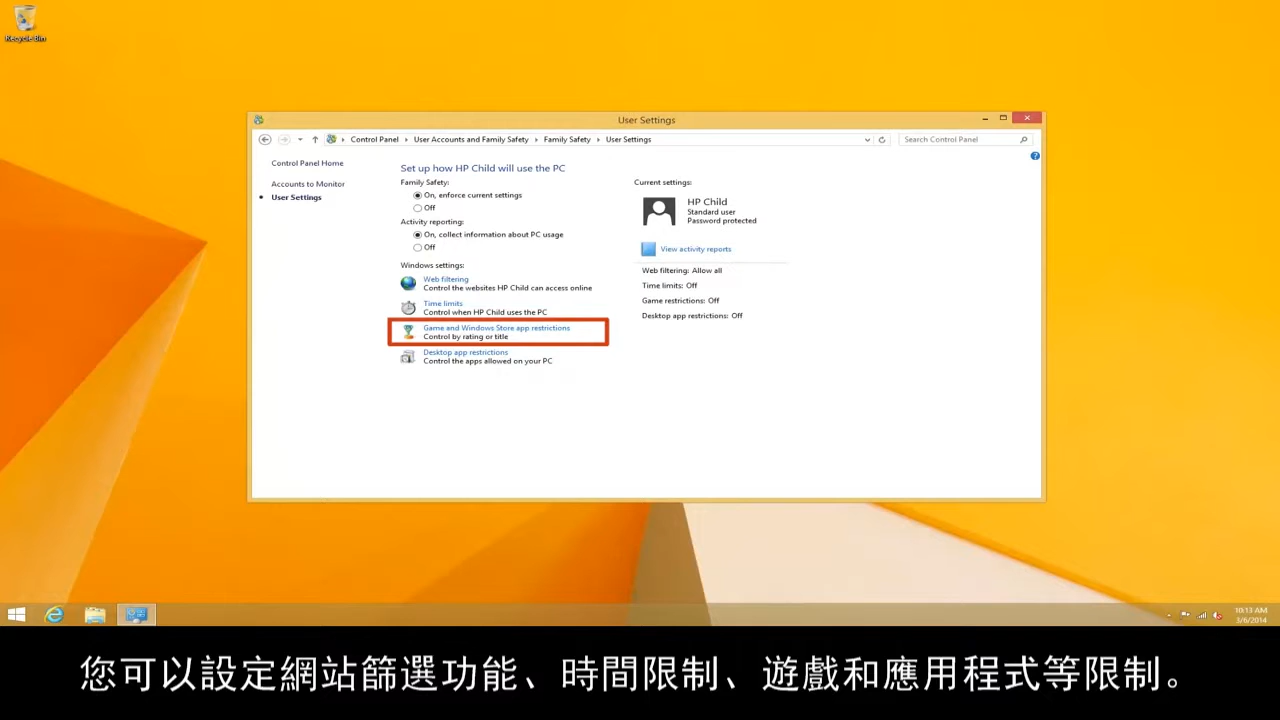 Recycle Bin
User Settings
Control Panel
User Accounts and Family Safety
Family Safety
User Settings
Search Control Panel
Control Panel Home
Accounts to Monitor
User Settings
Set up how HP Child will use the PC
Family Safety:
On, enforce current settings
Off
Activity reporting:
On, collect information about PC usage
Off
Windows settings:
Web filtering
Control the websites HP Child can access online
Time limits
Control when HP Child uses the PC
Game and Windows Store app restrictions
Control by rating or title
Desktop app restrictions
Control the apps allowed on your PC
Current settings:
HP Child
Standard user
Password protected
View activity reports
Web filtering: Allow all
Time limits: Off
Game restrictions: Off
Desktop app restrictions: Off
10:13 AM
3/6/2014
您可以設定網站篩選功能、時間限制、遊戲和應用程式等限制。